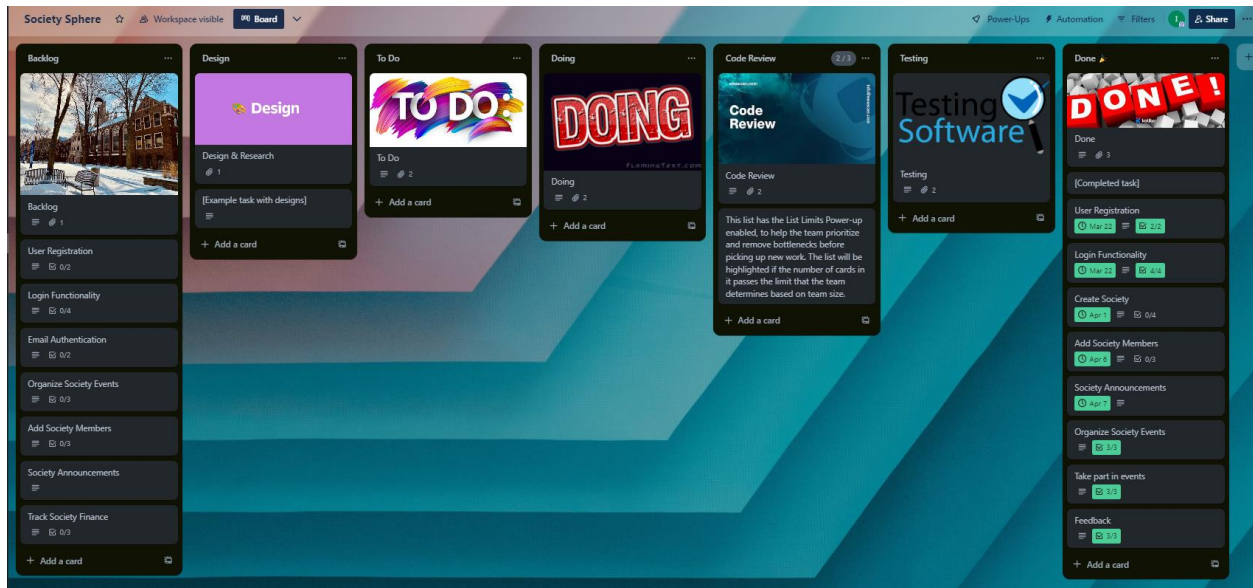 Society Sphere
Workspace visible
Board
Power-Ups
Automation
Filters
Share
Backlog
Backlog
1
User Registration
0/2
Login Functionality
0/4
Email Authentication
0/2
Organize Society Events
0/3
Add Society Members
0/3
Society Announcements
Track Society Finance
0/3
+ Add a card
Design
Design
Design & Research
1
[Example task with designs]
+ Add a card
To Do
TO DO:
To Do
2
+ Add a card
Doing
DOING
FLAMINGTEXT.COM
Doing
2
+ Add a card
Code Review
2/3
Code
Review
Code Review
2
This list has the List Limits Power-up
enabled, to help the team prioritize
and remove bottlenecks before
picking up new work. The list will be
highlighted if the number of cards in
it passes the limit that the team
determines based on team size.
+ Add a card
Testing
Testing
Software
Testing
2
+ Add a card
Done
DONE!
Done
3
[Completed task]
User Registration
Mar 22
2/2
Login Functionality
Mar 22
4/4
Create Society
Apr 1
0/4
Add Society Members
Apr 6
0/3
Society Announcements
Apr 7
Organize Society Events
3/3
Take part in events
3/3
Feedback
3/3
+ Add a card